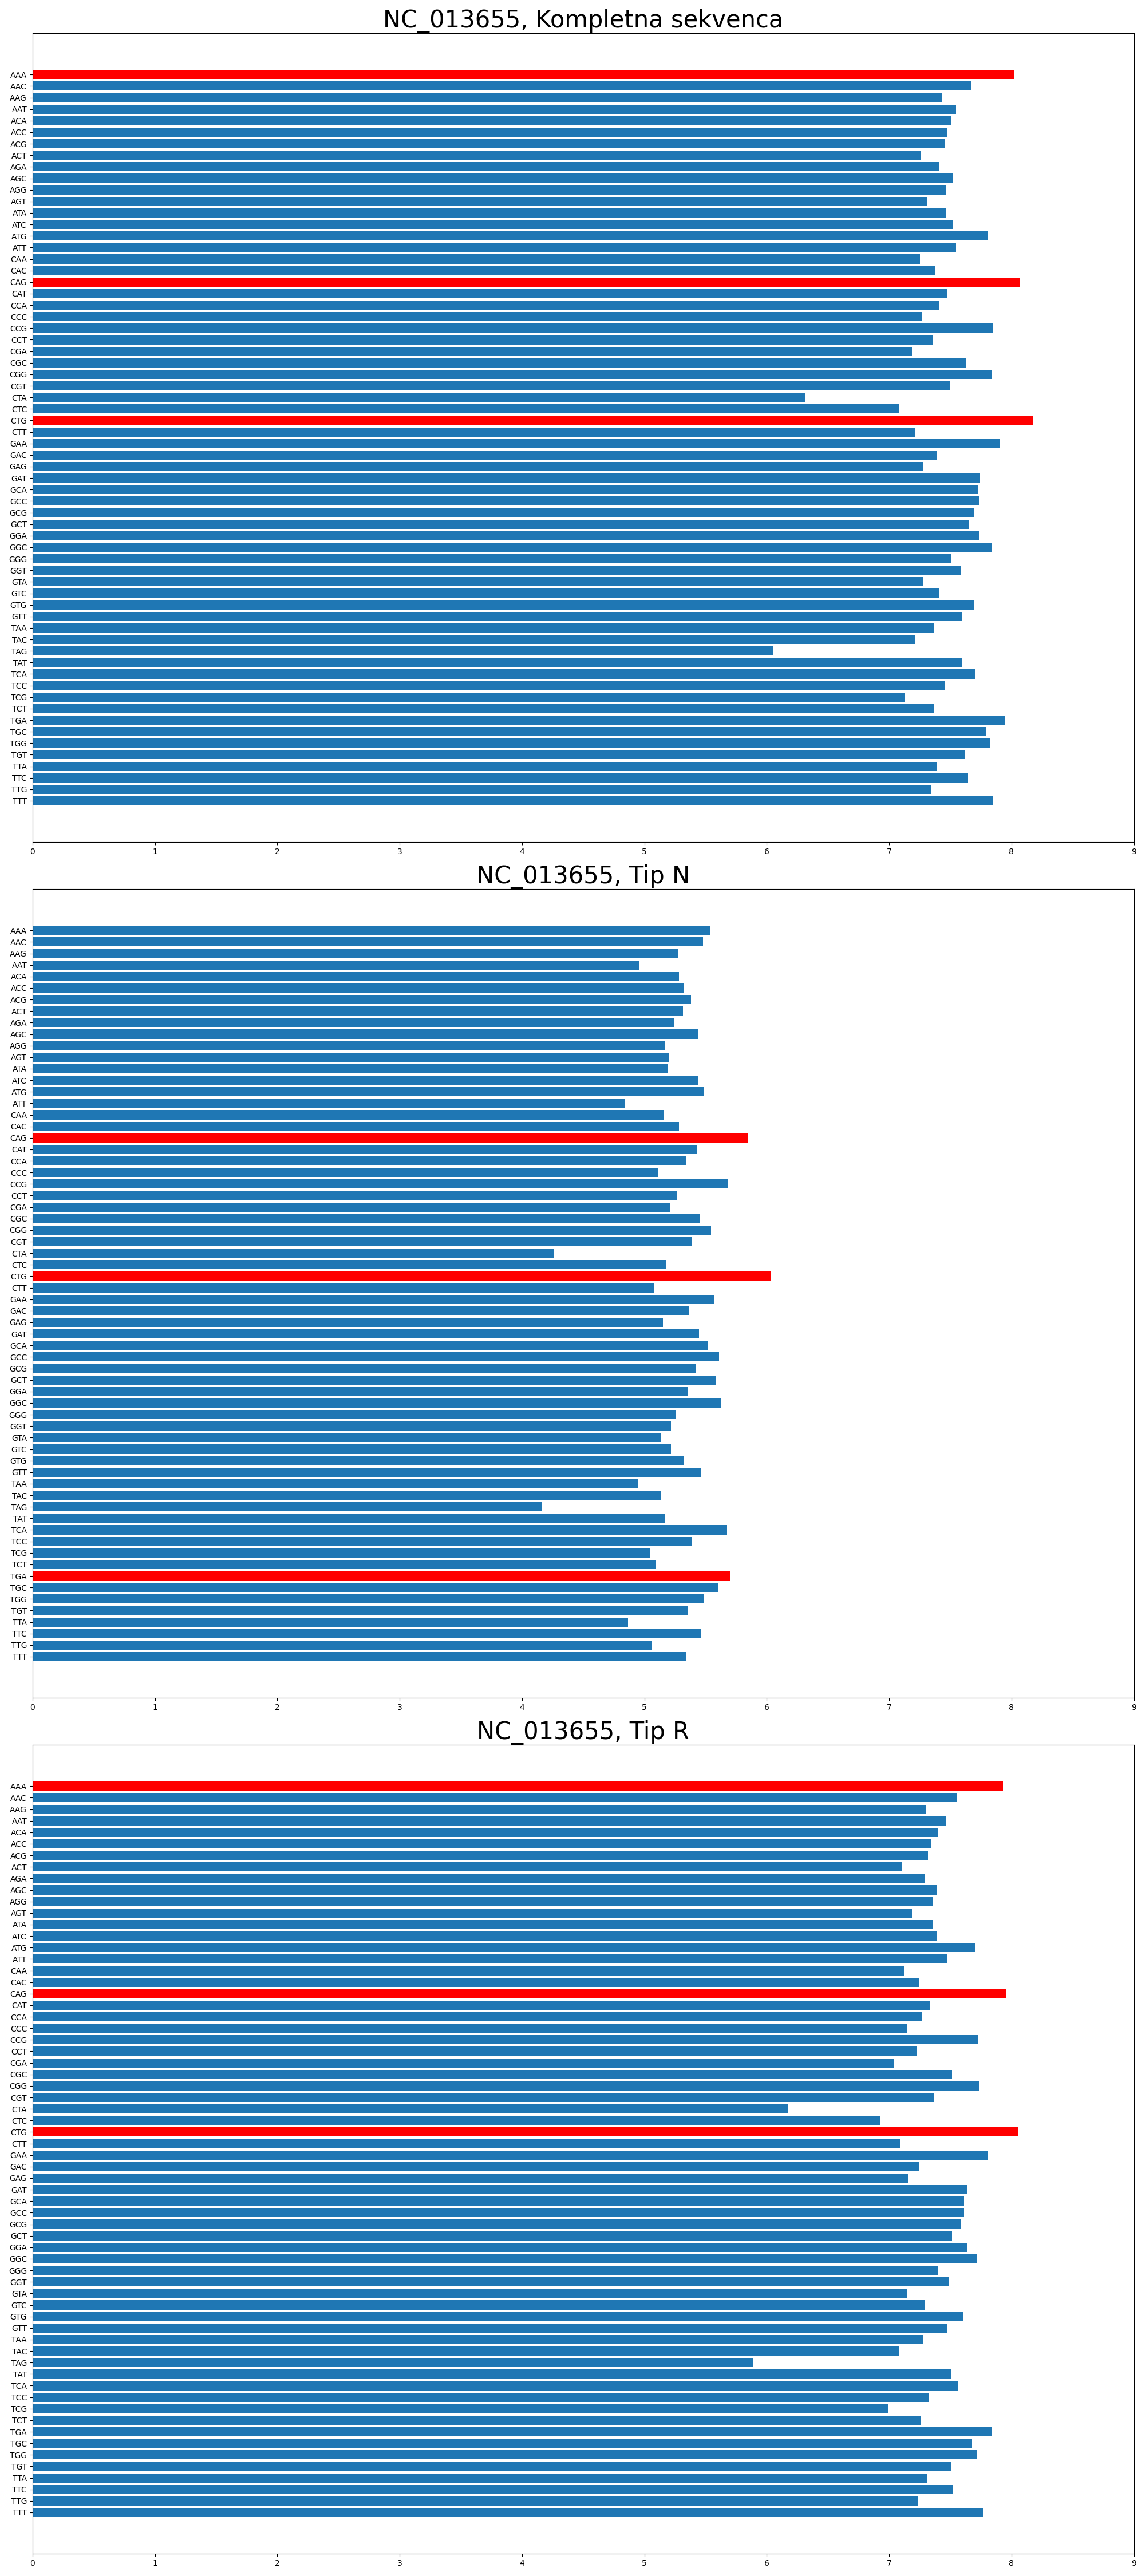 NC_013655, Kompletna sekvenca
AAA
AAC
AAG
AAT
ACA
ACC
ACG
ACT
AGA
AGC
AGG
AGT
ATA
ATC
ATG
ATT
CAA
CAC
CAG
CAT
CCA
CCC
CCG
CCT
CGA
CGC
CGG
CGT
CTA
CTC
CTG
CTT
GAA
GAC
GAG
GAT
GCA
GCC
GCG
GCT
GGA
GGC
GGG
GGT
GTA
GTC
GTG
GTT
TAA
TAC
TAG
TAT
TCA
TCC
TCG
TCT
TGA
TGC
TGG
TGT
TTA
TTC
TTG
TTT
0 1 2 3 4 5 6 7 8 9
NC_013655, Tip N
AAA
AAC
AAG
AAT
ACA
ACC
ACG
ACT
AGA
AGC
AGG
AGT
ATA
ATC
ATG
ATT
CAA
CAC
CAG
CAT
CCA
CCC
CCG
CCT
CGA
CGC
CGG
CGT
CTA
CTC
CTG
CTT
GAA
GAC
GAG
GAT
GCA
GCC
GCG
GCT
GGA
GGC
GGG
GGT
GTA
GTC
GTG
GTT
TAA
TAC
TAG
TAT
TCA
TCC
TCG
TCT
TGA
TGC
TGG
TGT
TTA
TTC
TTG
TTT
0 1 2 3 4 5 6 7 8 9
NC_013655, Tip R
AAA
AAC
AAG
AAT
ACA
ACC
ACG
ACT
AGA
AGC
AGG
AGT
ATA
ATC
ATG
ATT
CAA
CAC
CAG
CAT
CCA
CCC
CCG
CCT
CGA
CGC
CGG
CGT
CTA
CTC
CTG
CTT
GAA
GAC
GAG
GAT
GCA
GCC
GCG
GCT
GGA
GGC
GGG
GGT
GTA
GTC
GTG
GTT
TAA
TAC
TAG
TAT
TCA
TCC
TCG
TCT
TGA
TGC
TGG
TGT
TTA
TTC
TTG
TTT
0 1 2 3 4 5 6 7 8 9